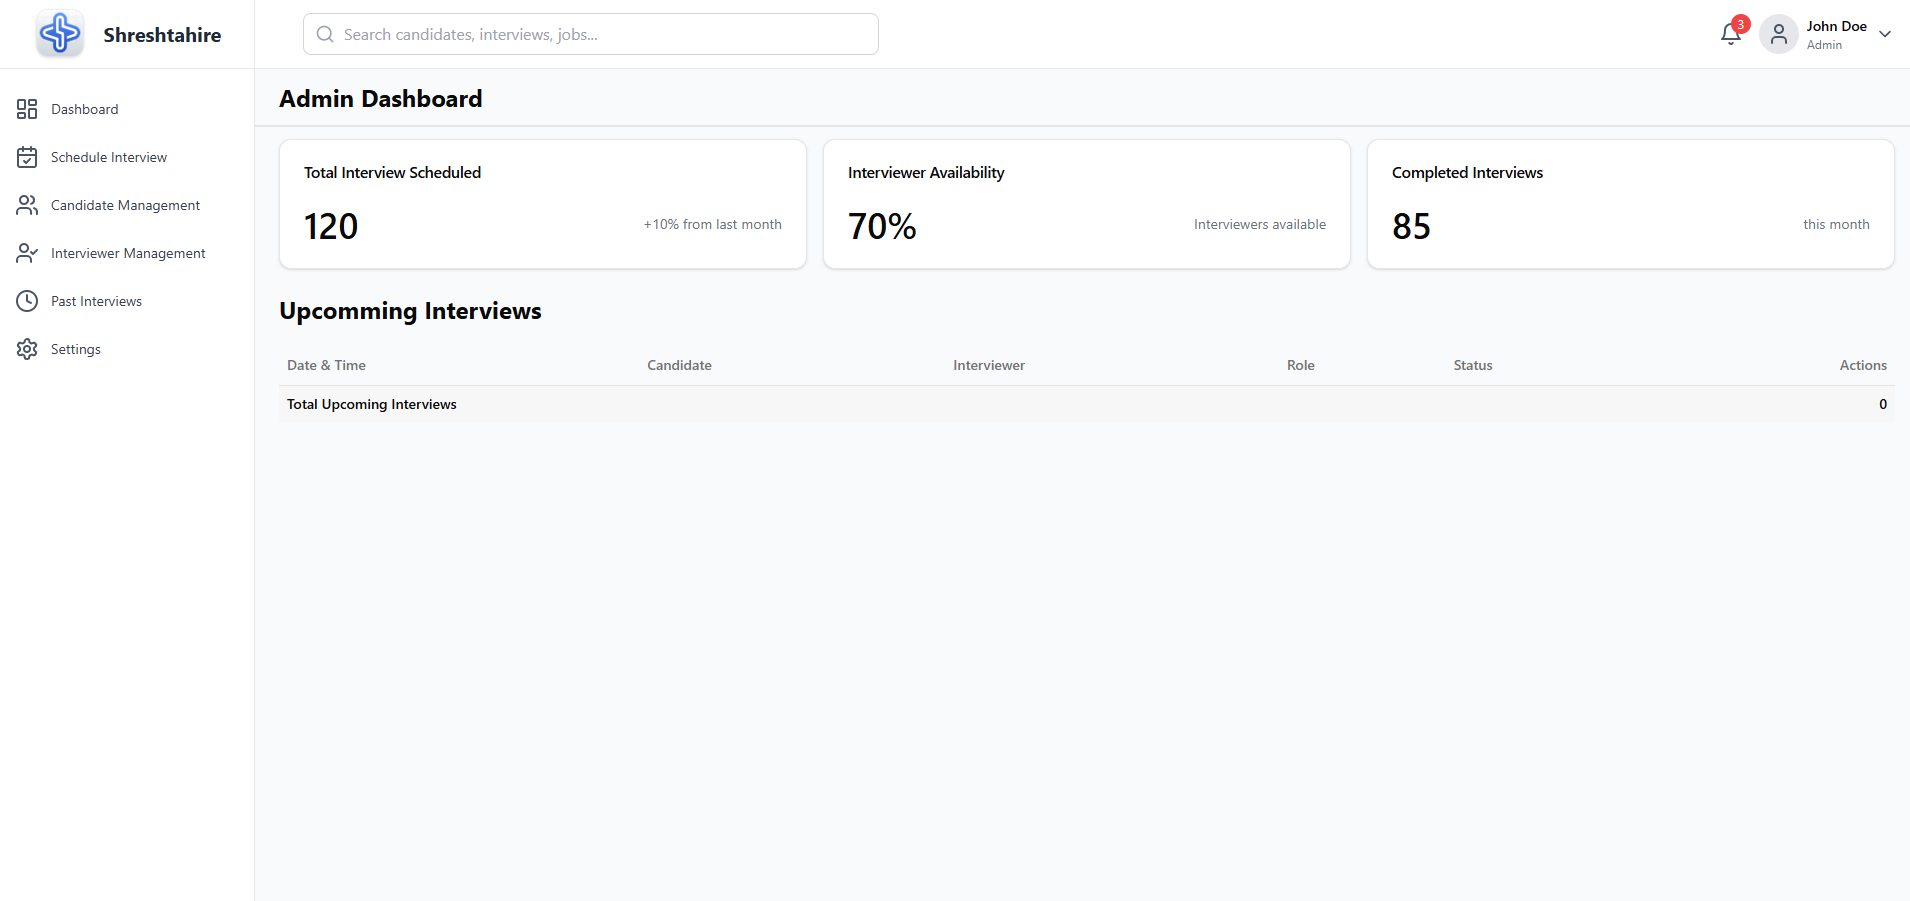 Shreshtahire
Search candidates, interviews, jobs...
3
John Doe
Admin
Dashboard
Schedule Interview
Candidate Management
Interviewer Management
Past Interviews
Settings
Admin Dashboard
Total Interview Scheduled
120 +10% from last month
Interviewer Availability
70% Interviewers available
Completed Interviews
85 this month
Upcomming Interviews
Date & Time Candidate Interviewer Role Status Actions
Total Upcoming Interviews 0